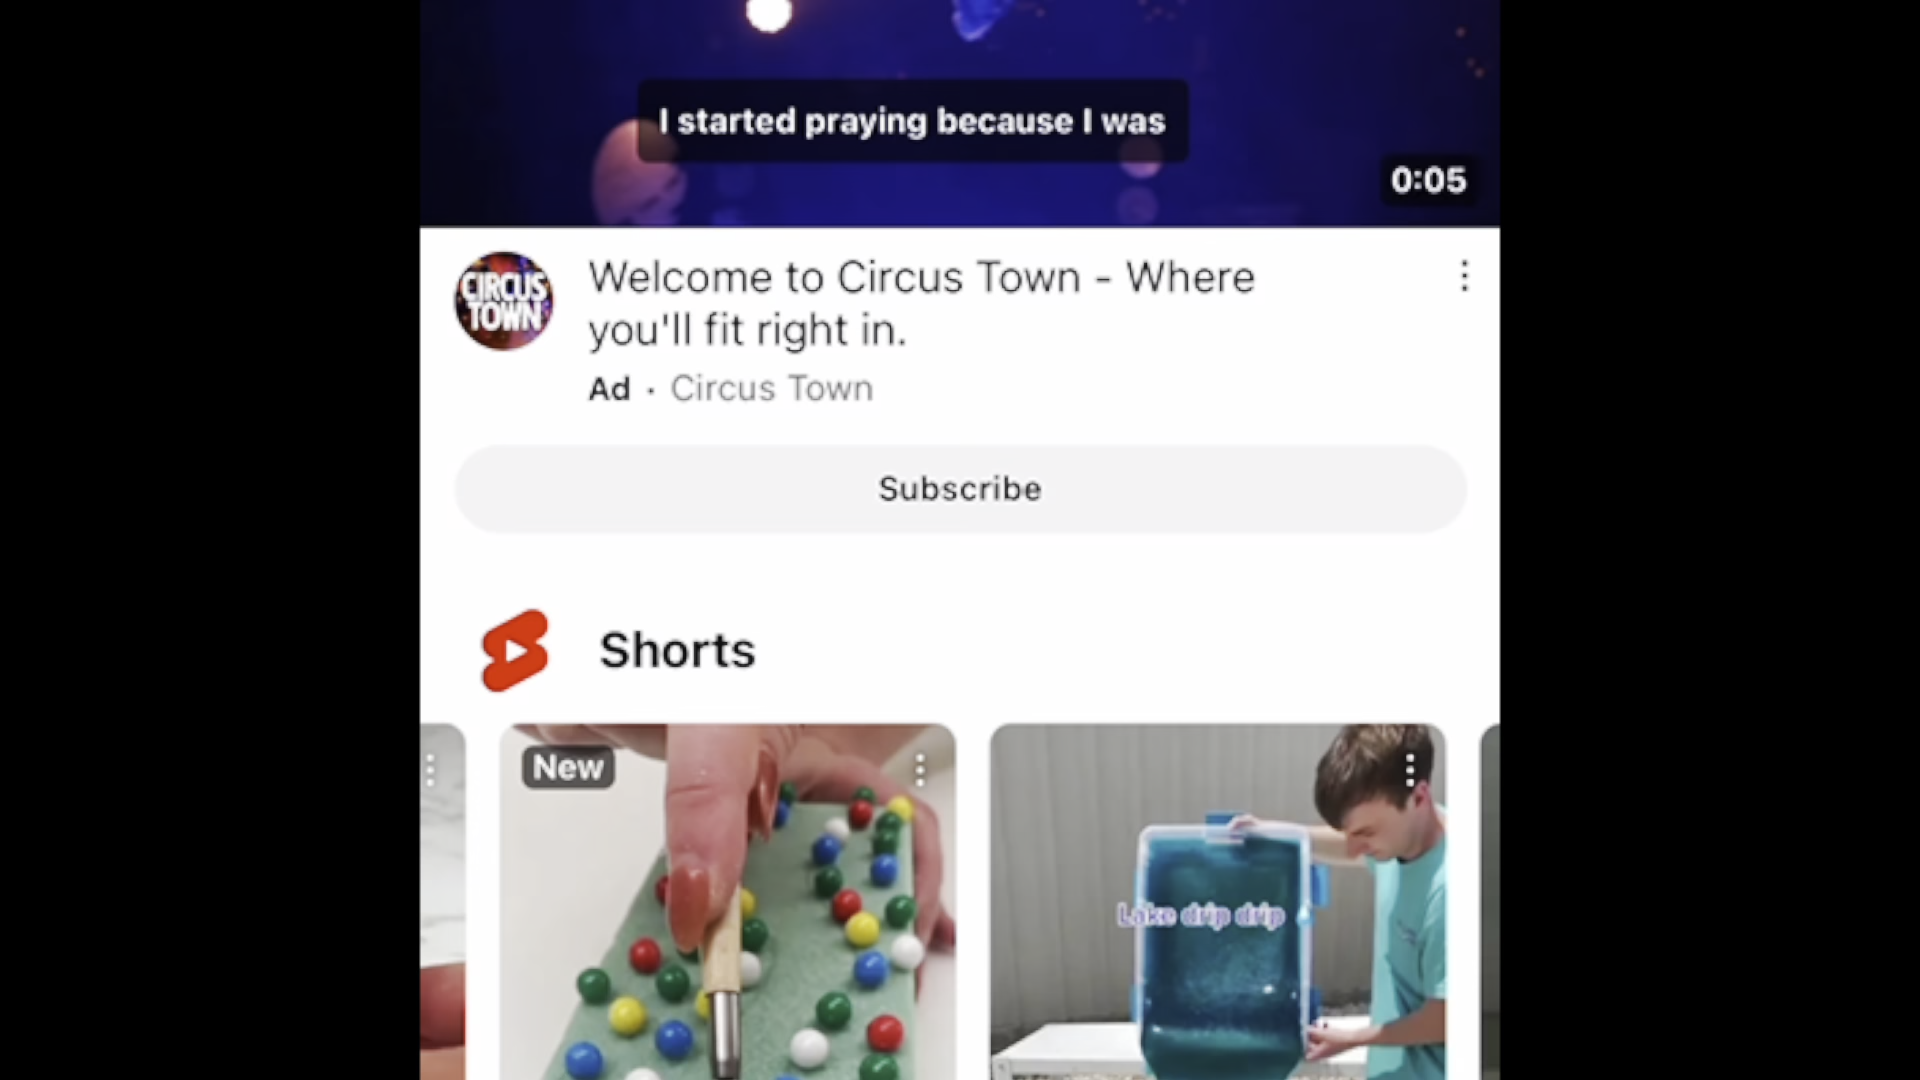 I started praying because I was
0:05
CIRCUS
TOWN
Welcome to Circus Town - Where
you'll fit right in.
Ad · Circus Town
Subscribe
Shorts
New
Lake drip drip